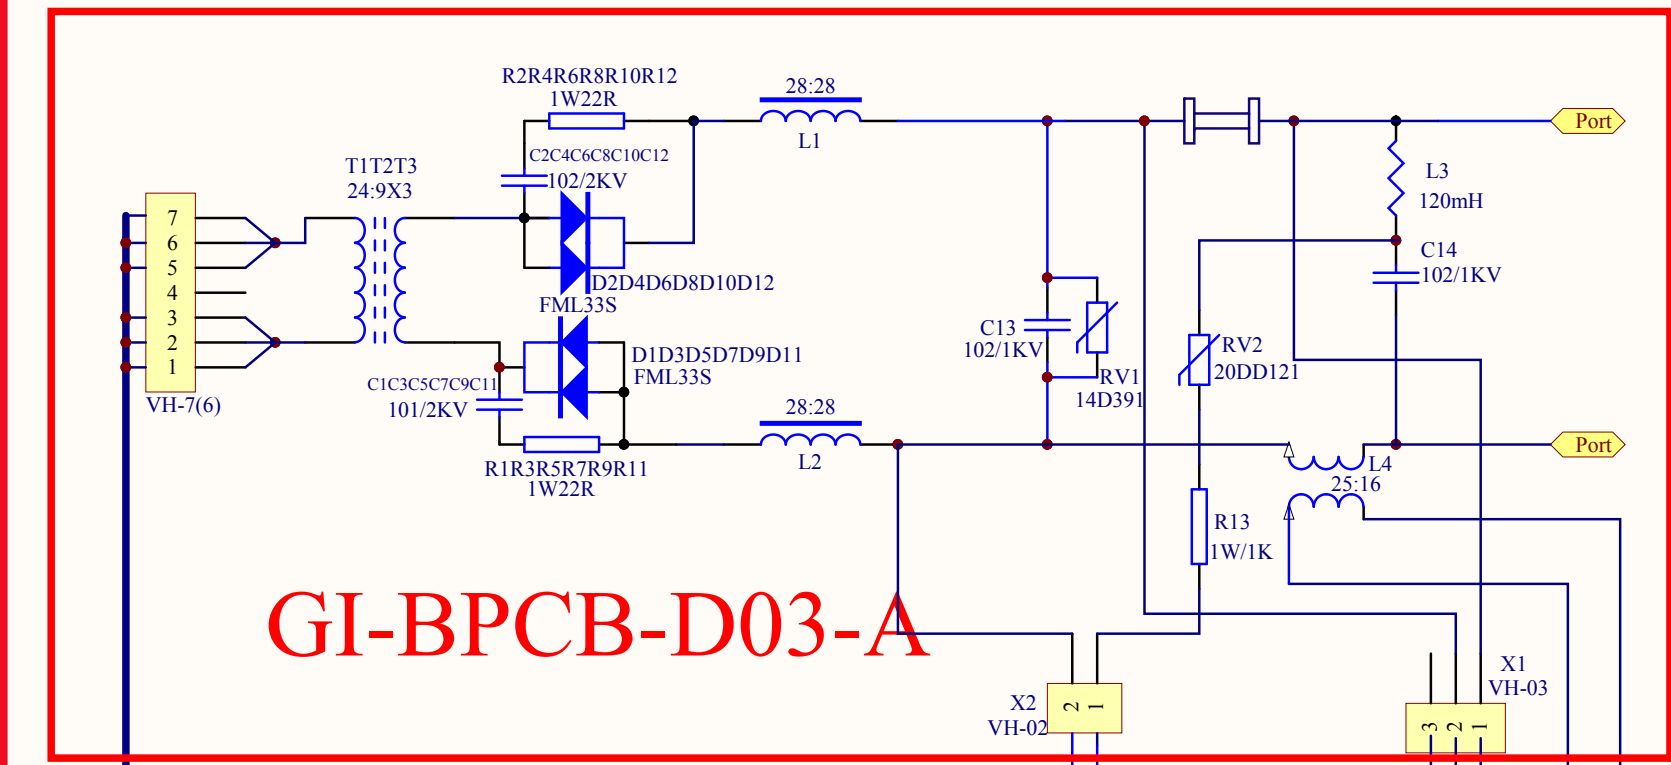 R2R4R6R8R10R12
1W22R
28:28
L1
Port
C2C4C6C8C10C12
102/2KV
T1T2T3
24:9X3
L3
120mH
7
6
5
4
3
2
1
VH-7(6)
D2D4D6D8D10D12
FML33S
C14
102/1KV
C13
102/1KV
RV1
14D391
RV2
20DD121
D1D3D5D7D9D11
FML33S
C1C3C5C7C9C11
101/2KV
28:28
L2
R1R3R5R7R9R11
1W22R
Port
L4
25:16
R13
1W/1K
GI-BPCB-D03-A
X2
VH-02
2
1
X1
VH-03
3
2
1